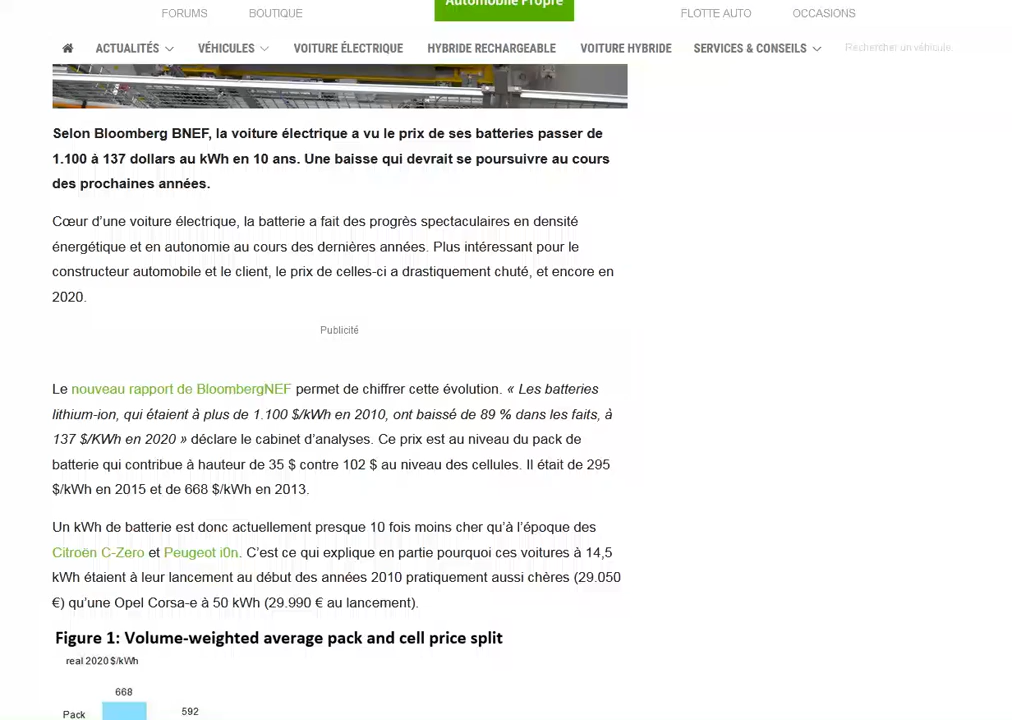 FORUMS BOUTIQUE Automobile Propre FLOTTE AUTO OCCASIONS
ACTUALITÉS VÉHICULES VOITURE ÉLECTRIQUE HYBRIDE RECHARGEABLE VOITURE HYBRIDE SERVICES & CONSEILS Rechercher un véhicule.
Selon Bloomberg BNEF, la voiture électrique a vu le prix de ses batteries passer de
1.100 à 137 dollars au kWh en 10 ans. Une baisse qui devrait se poursuivre au cours
des prochaines années.
Cœur d'une voiture électrique, la batterie a fait des progrès spectaculaires en densité
énergétique et en autonomie au cours des dernières années. Plus intéressant pour le
constructeur automobile et le client, le prix de celles-ci a drastiquement chuté, et encore en
2020.
Publicité
Le nouveau rapport de BloombergNEF permet de chiffrer cette évolution. « Les batteries
lithium-ion, qui étaient à plus de 1.100 $/kWh en 2010, ont baissé de 89 % dans les faits, à
137 $/KWh en 2020 » déclare le cabinet d'analyses. Ce prix est au niveau du pack de
batterie qui contribue à hauteur de 35 $ contre 102 $ au niveau des cellules. Il était de 295
$/kWh en 2015 et de 668 $/kWh en 2013.
Un kWh de batterie est donc actuellement presque 10 fois moins cher qu'à l'époque des
Citroën C-Zero et Peugeot i0n. C'est ce qui explique en partie pourquoi ces voitures à 14,5
kWh étaient à leur lancement au début des années 2010 pratiquement aussi chères (29.050
€) qu'une Opel Corsa-e à 50 kWh (29.990 € au lancement).
Figure 1: Volume-weighted average pack and cell price split
real 2020 $/kWh
668
Pack 592